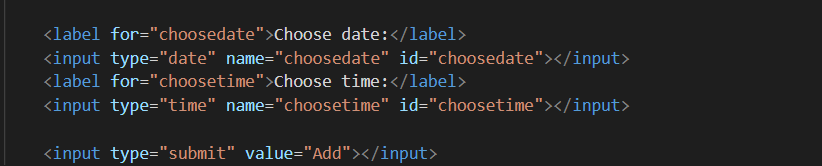 <label for="choosedate">Choose date:</label>
<input type="date" name="choosedate" id="choosedate"></input>
<label for="choosetime">Choose time:</label>
<input type="time" name="choosetime" id="choosetime"></input>
<input type="submit" value="Add"></input>